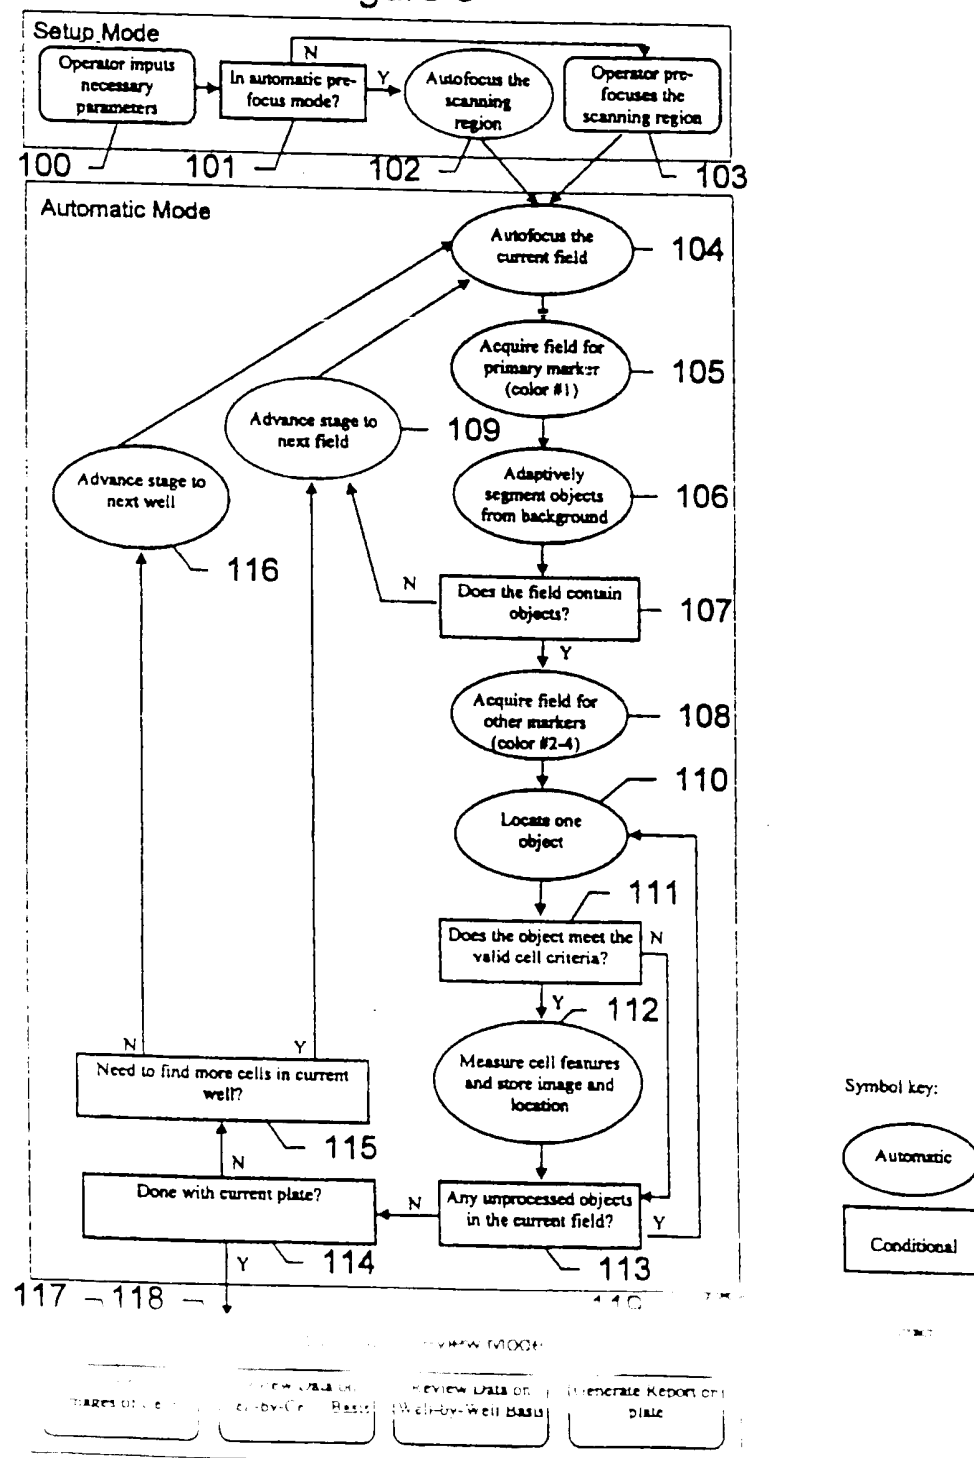 Setup Mode
Operator inputs
necessary
parameters
In automatic pre-
focus mode?
N
Y
Autofocus the
scanning
region
Operator pre-
focuses the
scanning region
100
101
102
103
Automatic Mode
Autofocus the
current field
104
Acquire field for
primary marker
(color #1)
105
Advance stage to
next field
109
Advance stage to
next well
116
Adaptively
segment objects
from background
106
Does the field contain
objects?
107
N
Y
Acquire field for
other markers
(color #2-4)
108
110
Locate one
object
111
Does the object meet the
valid cell criteria?
N
Y
112
Measure cell features
and store image and
location
N
Y
Need to find more cells in current
well?
115
N
Done with current plate?
114
Y
N
Any unprocessed objects
in the current field?
Y
113
Symbol key:
Automatic
Conditional
117
118
Review Data on
Well-by-Well Basis
Generate Report on
plate